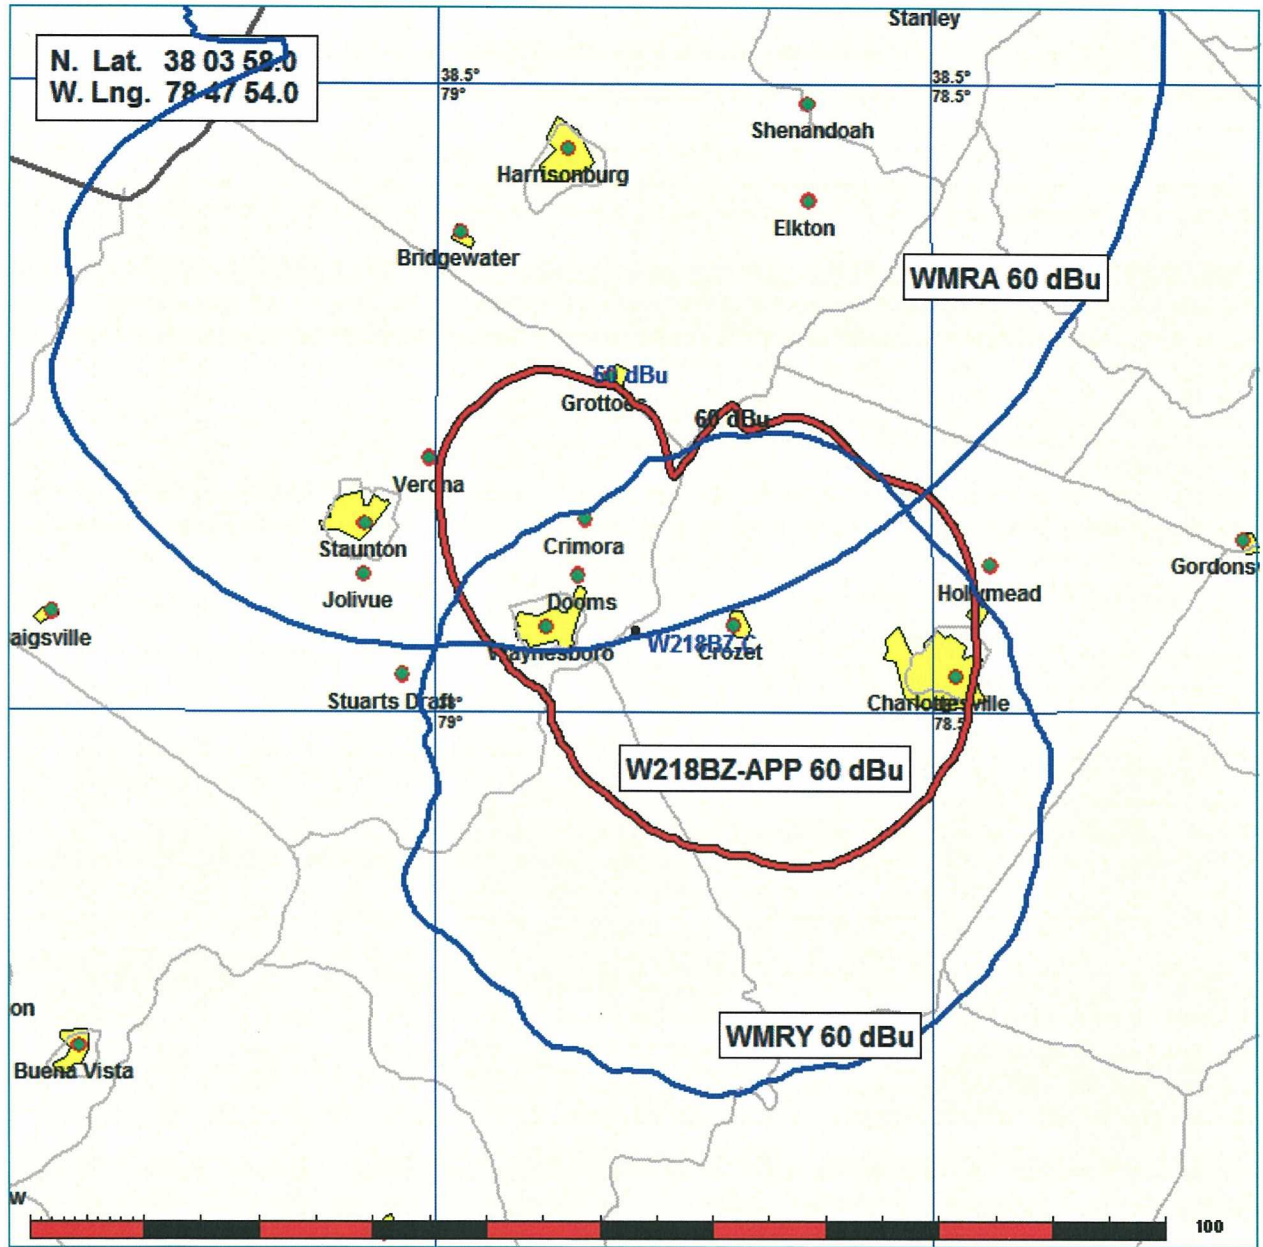 Stanley
N. Lat. 38 03 58.0
W. Lng. 78 47 54.0
38.5°
79°
38.5°
78.5°
Shenandoah
Harrisonburg
Elkton
Bridgewater
WMRA 60 dBu
60 dBu
Grottoes
60 dBu
Verona
Staunton
Crimora
Jolivue
Dooms
Hollymead
Gordons
aigsville
Waynesboro
W218BZ.C
Crozet
Stuarts Draft
79°
Charlottesville
78.5
W218BZ-APP 60 dBu
on
WMRY 60 dBu
Buena Vista
w
100